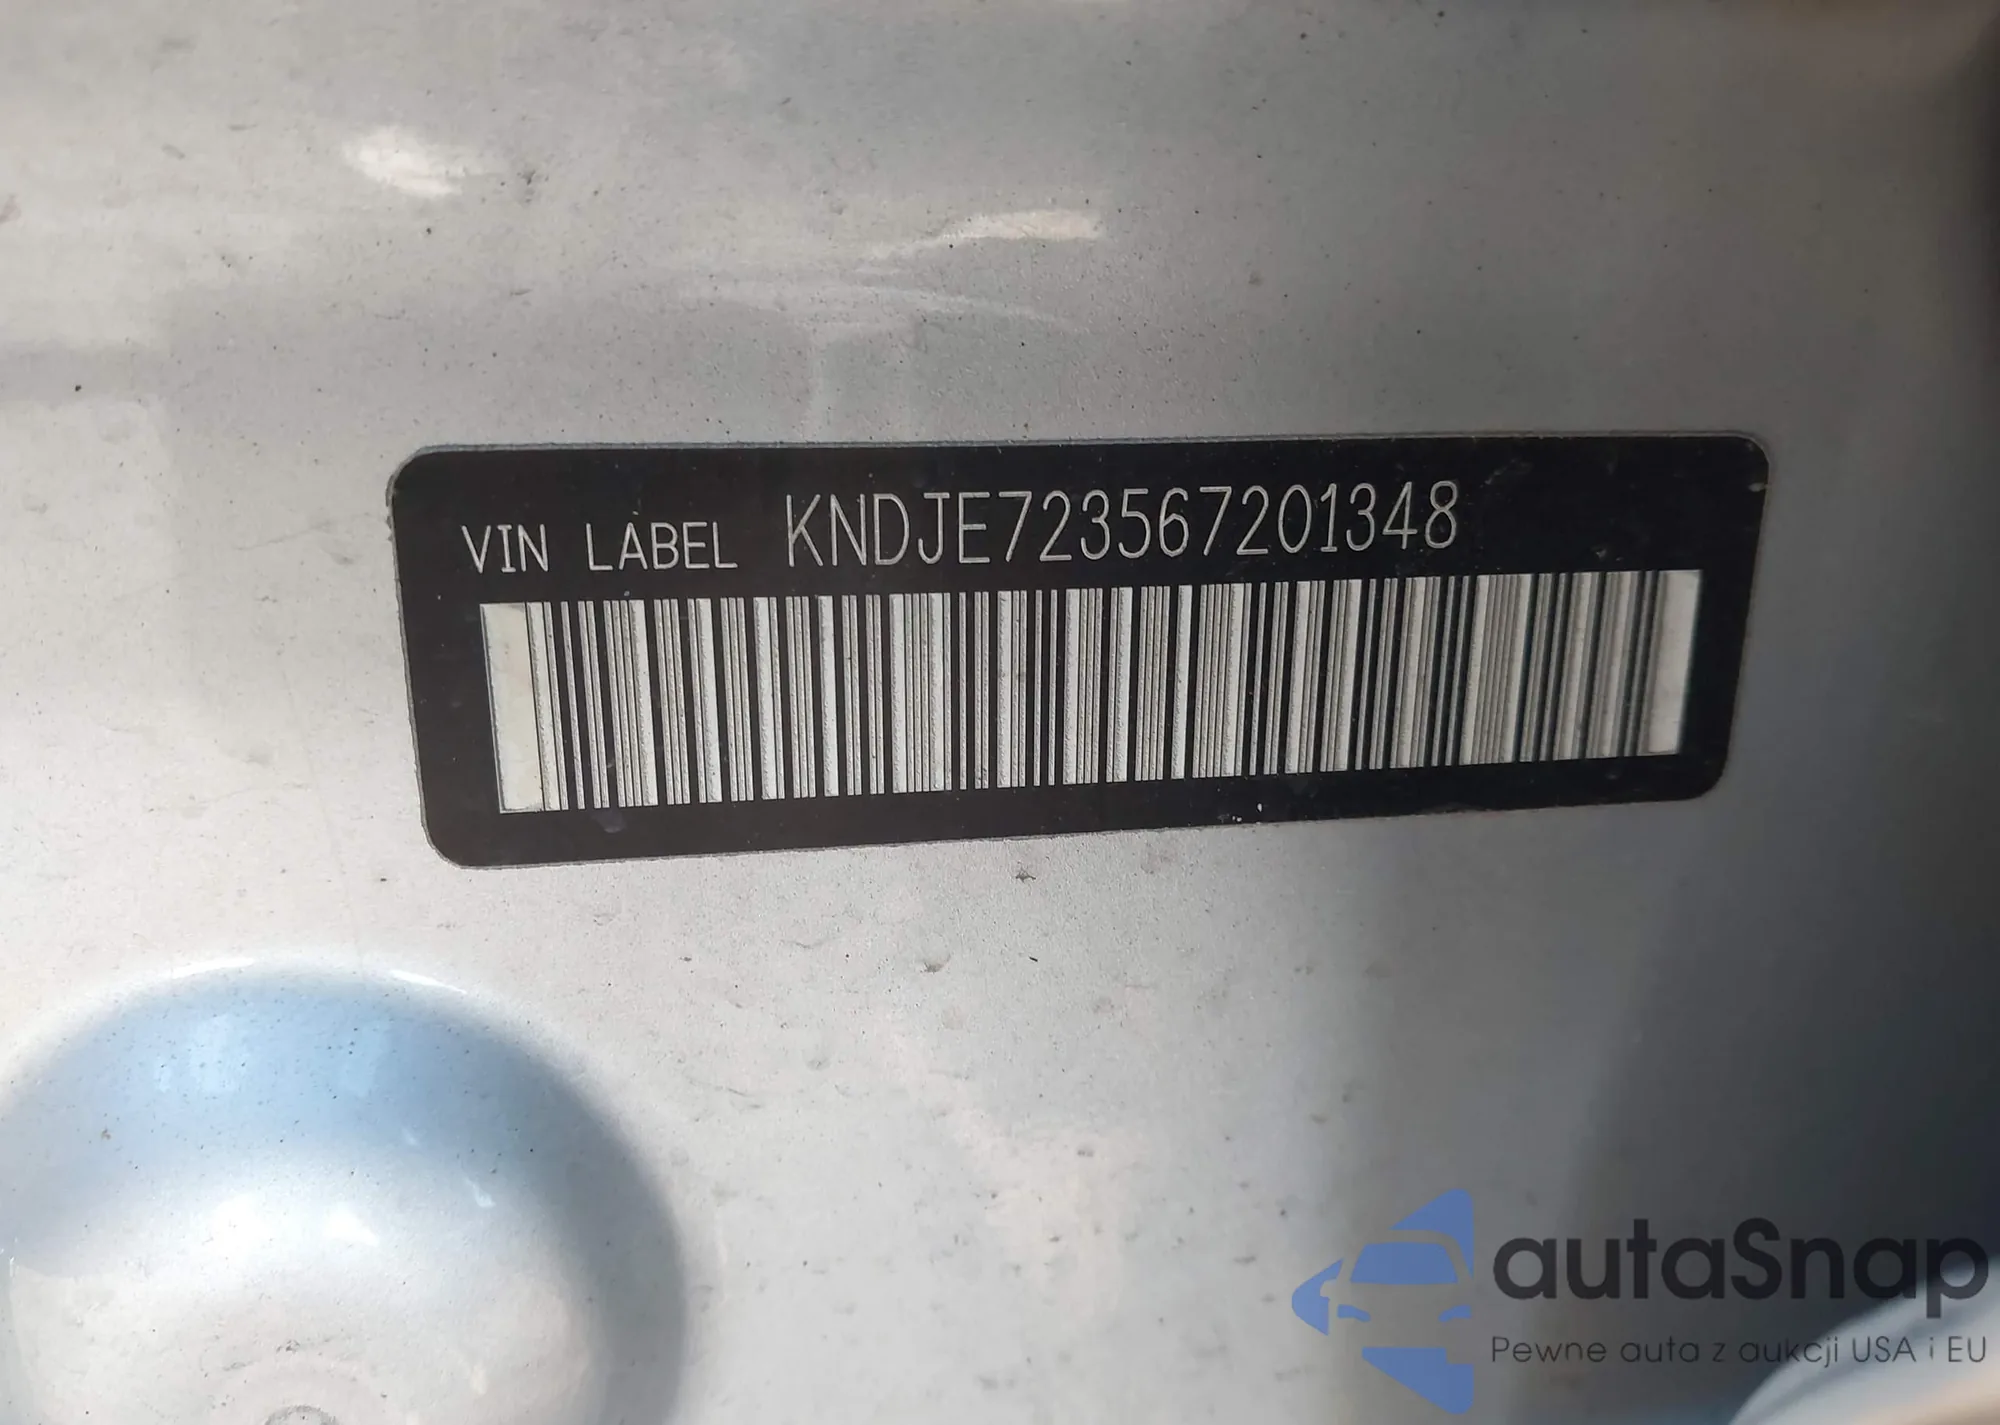 VIN LABEL KNDJE723567201348
autaSnap
Pewne auta z aukcji USA i EU